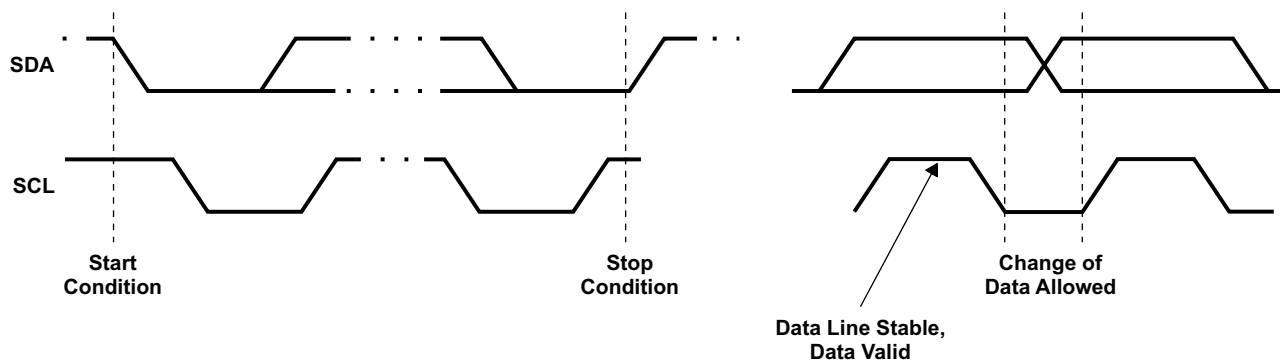 SDA
SCL
Start
Condition
Stop
Condition
Change of
Data Allowed
Data Line Stable,
Data Valid